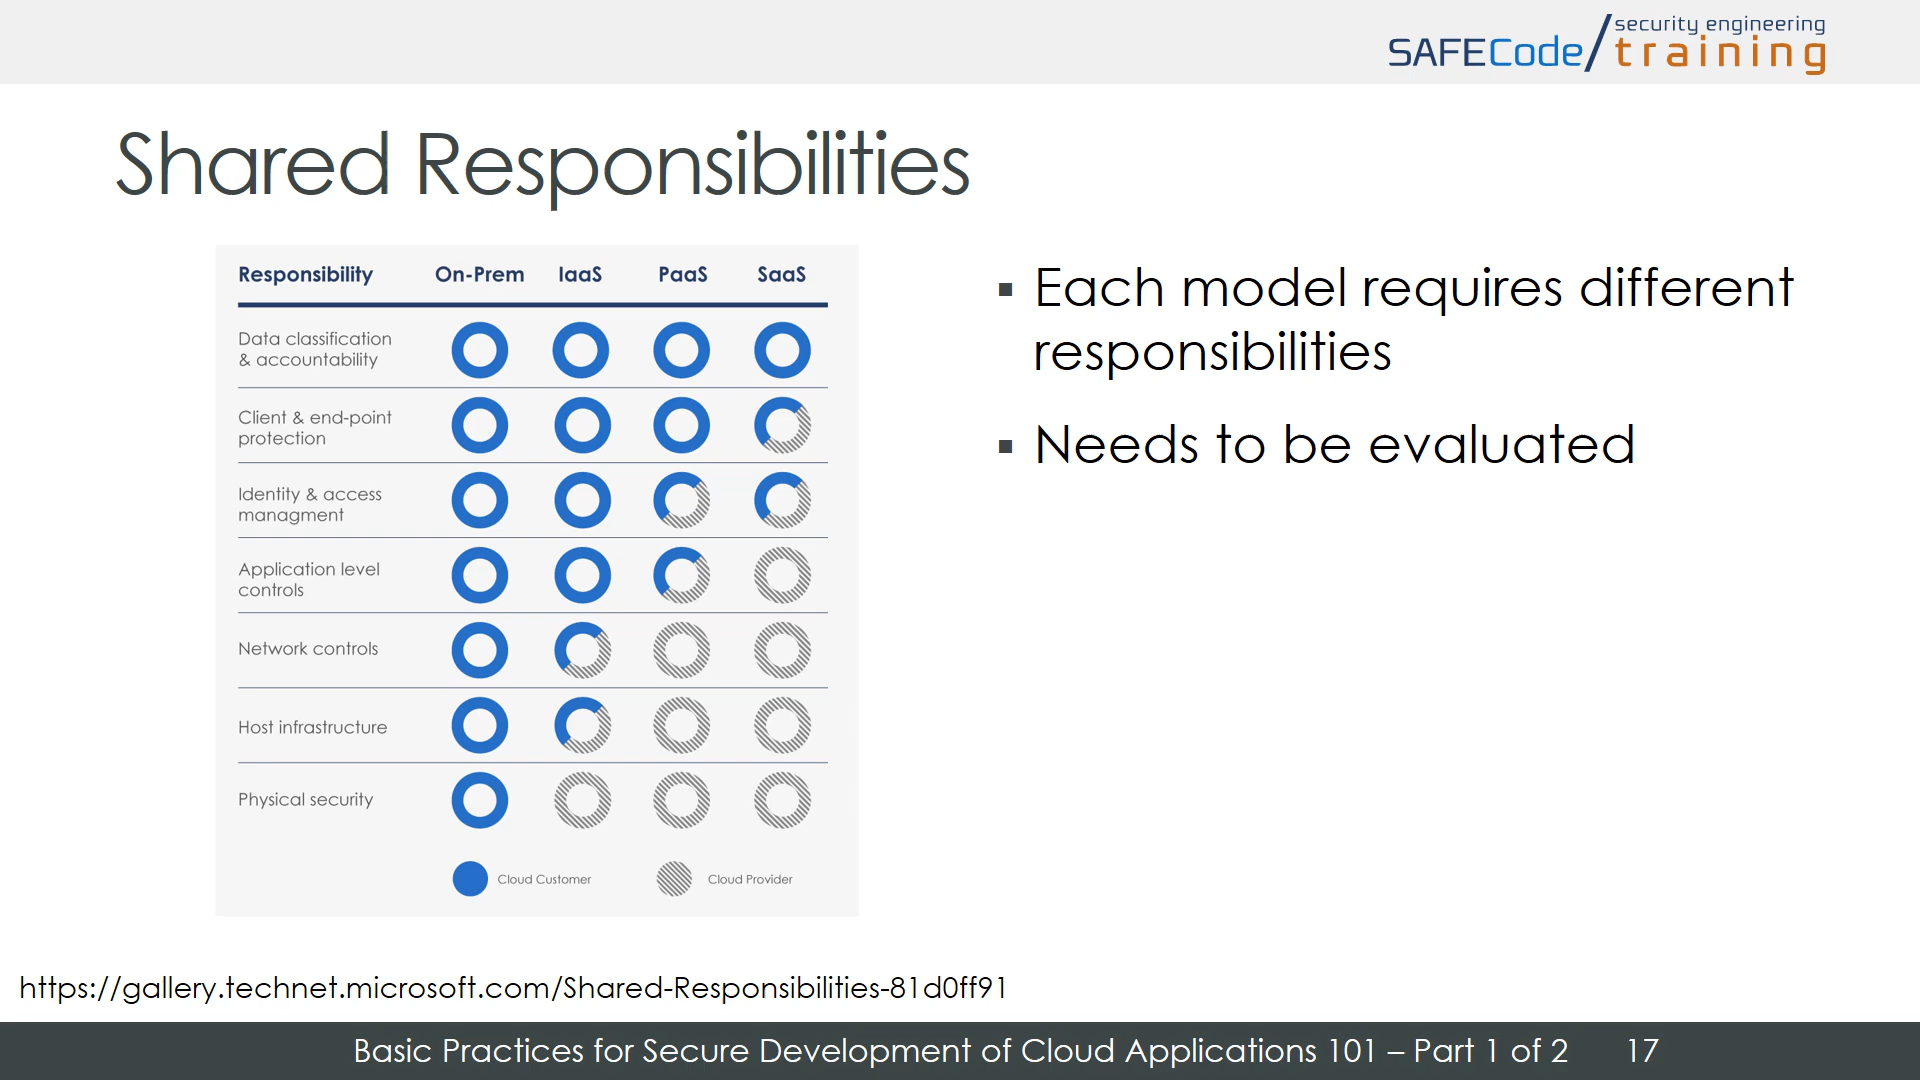 security engineering
SAFECode/training
Shared Responsibilities
Responsibility On-Prem IaaS PaaS SaaS
Data classification
& accountability
Client & end-point
protection
Identity & access
managment
Application level
controls
Network controls
Host infrastructure
Physical security
Cloud Customer Cloud Provider
▪ Each model requires different
responsibilities
▪ Needs to be evaluated
https://gallery.technet.microsoft.com/Shared-Responsibilities-81d0ff91
Basic Practices for Secure Development of Cloud Applications 101 – Part 1 of 2 17